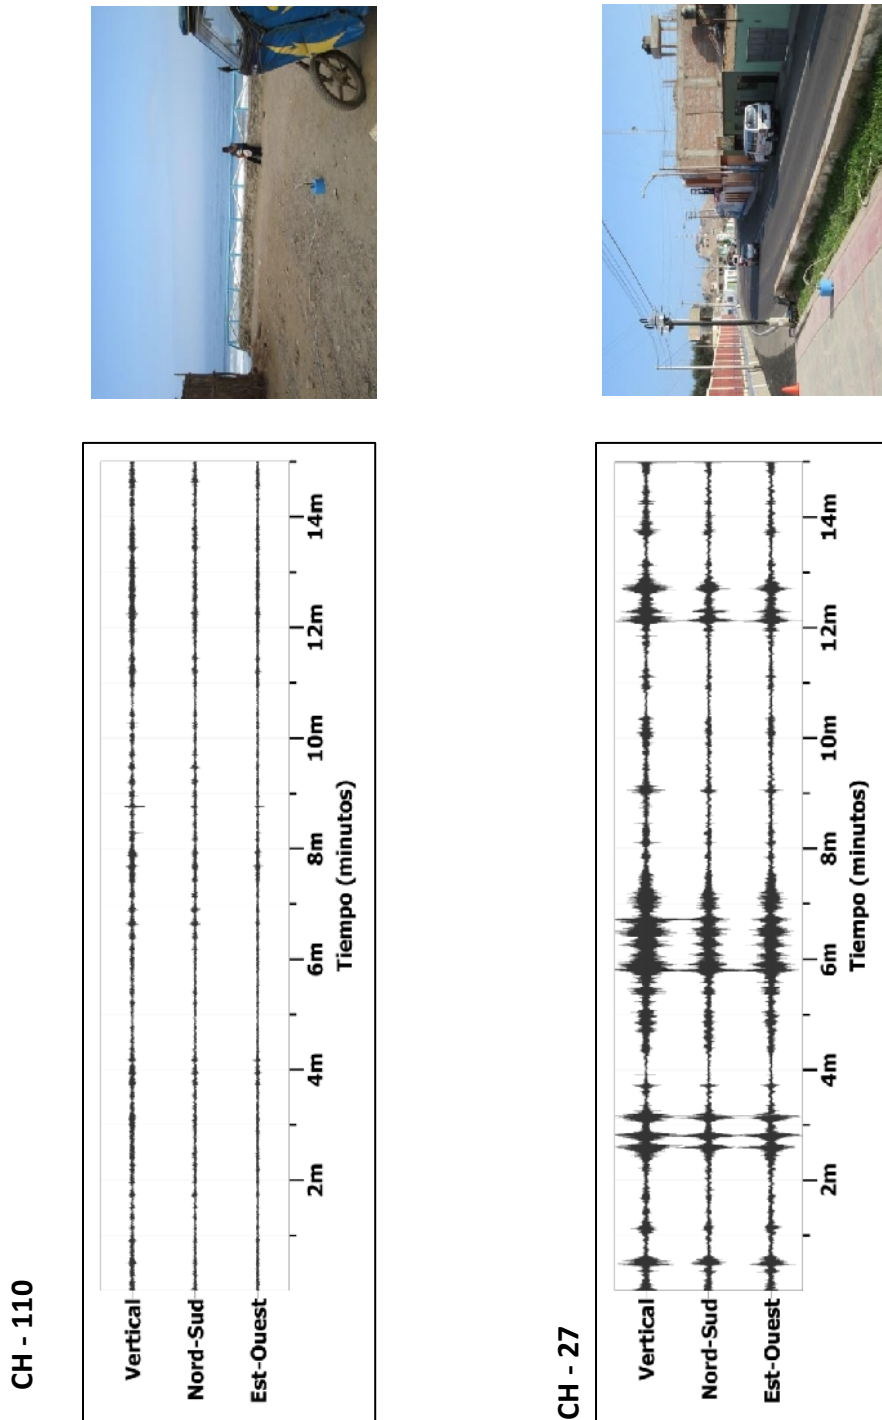 CH - 110
Vertical
Nord-Sud
Est-Ouest
2m 4m 6m 8m 10m 12m 14m
Tiempo (minutos)
CH - 27
Vertical
Nord-Sud
Est-Ouest
2m 4m 6m 8m 10m 12m 14m
Tiempo (minutos)